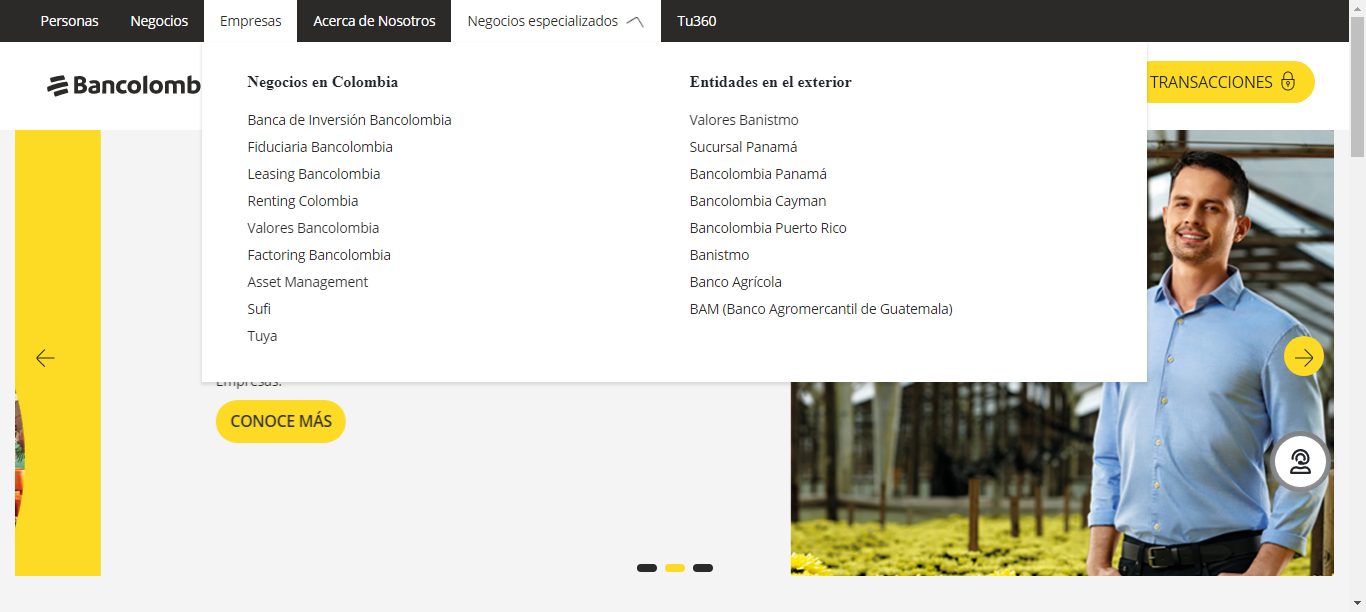 Personas Negocios Empresas Acerca de Nosotros Negocios especializados Tu360
Bancolomb
TRANSACCIONES
Negocios en Colombia
Banca de Inversión Bancolombia
Fiduciaria Bancolombia
Leasing Bancolombia
Renting Colombia
Valores Bancolombia
Factoring Bancolombia
Asset Management
Sufi
Tuya
Entidades en el exterior
Valores Banistmo
Sucursal Panamá
Bancolombia Panamá
Bancolombia Cayman
Bancolombia Puerto Rico
Banistmo
Banco Agrícola
BAM (Banco Agromercantil de Guatemala)
Empresas.
CONOCE MÁS